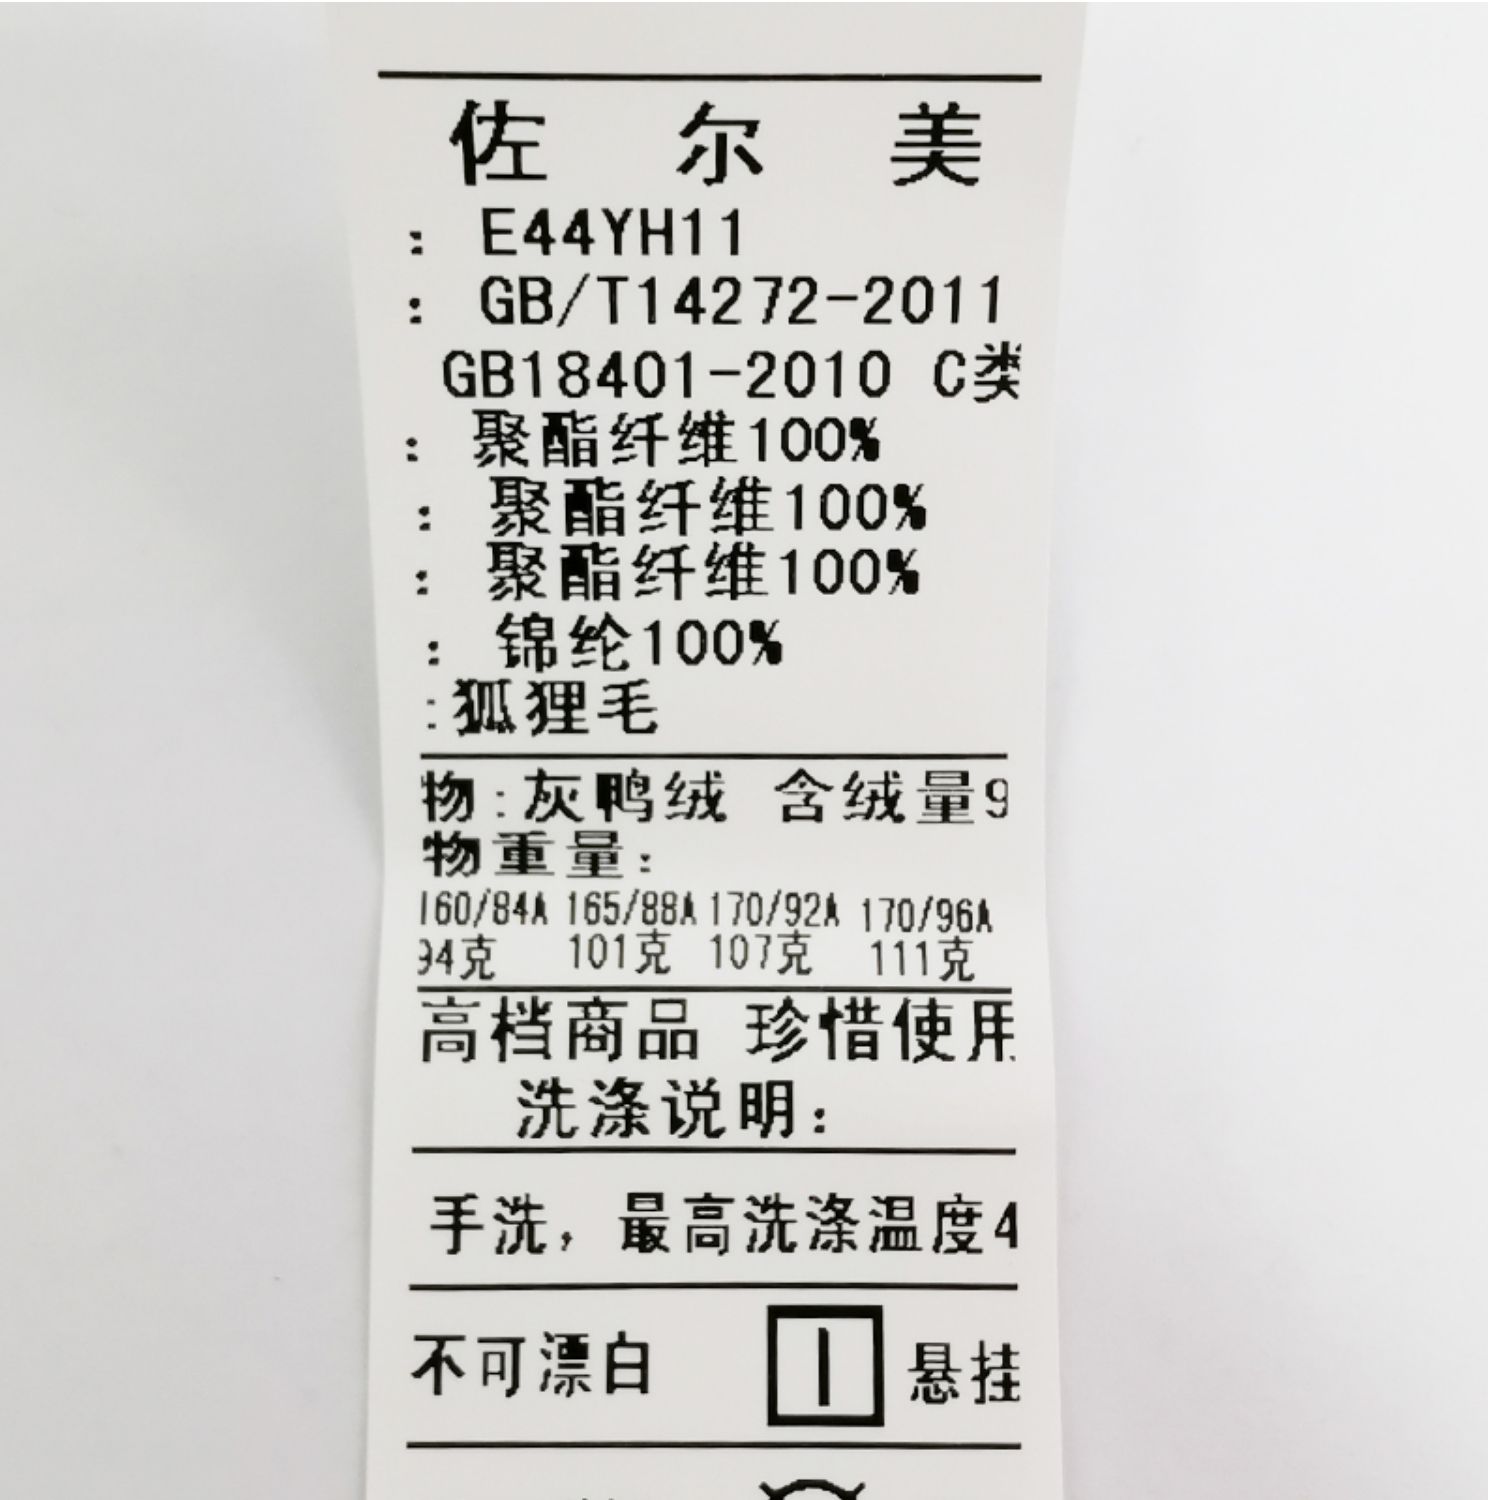 佐 尔 美
: E44YH11
: GB/T14272-2011
GB18401-2010 C类
: 聚酯纤维100%
: 聚酯纤维100%
: 聚酯纤维100%
: 锦纶100%
:狐狸毛
物:灰鸭绒 含绒量9
物重量:
160/84A 165/88A 170/92A 170/96A
94克 101克 107克 111克
高档商品 珍惜使用
洗涤说明:
手洗，最高洗涤温度4
不可漂白 悬挂